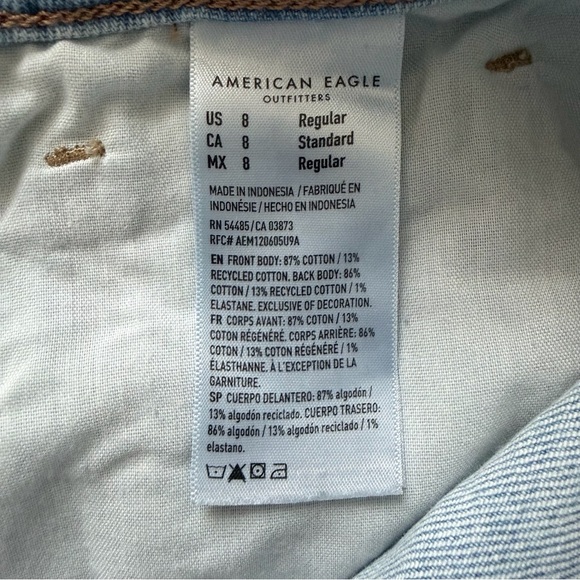 AMERICAN EAGLE
OUTFITTERS
US 8 Regular
CA 8 Standard
MX 8 Regular
MADE IN INDONESIA / FABRIQUÉ EN
INDONÉSIE / HECHO EN INDONESIA
RN 54485 / CA 03873
RFC# AEM120605U9A
EN FRONT BODY: 87% COTTON / 13%
RECYCLED COTTON. BACK BODY: 86%
COTTON / 13% RECYCLED COTTON / 1%
ELASTANE. EXCLUSIVE OF DECORATION.
FR CORPS AVANT: 87% COTON / 13%
COTON RÉGÉNÉRÉ. CORPS ARRIÈRE: 86%
COTON / 13% COTON RÉGÉNÉRÉ / 1%
ÉLASTHANNE. À L'EXCEPTION DE LA
GARNITURE.
SP CUERPO DELANTERO: 87% algodón /
13% algodón reciclado. CUERPO TRASERO:
86% algodón / 13% algodón reciclado / 1%
elastano.